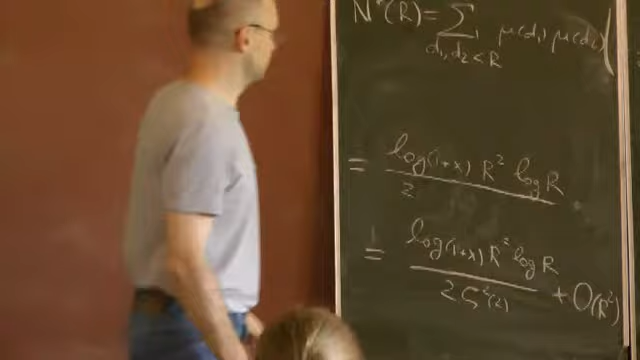 N*(R) = ∑ μ(d₁) μ(d₂) (
d₁, d₂ < R
= log(1+x) R² log R
2
= log(1+x) R² log R
2ζ²(2) + O(R²)